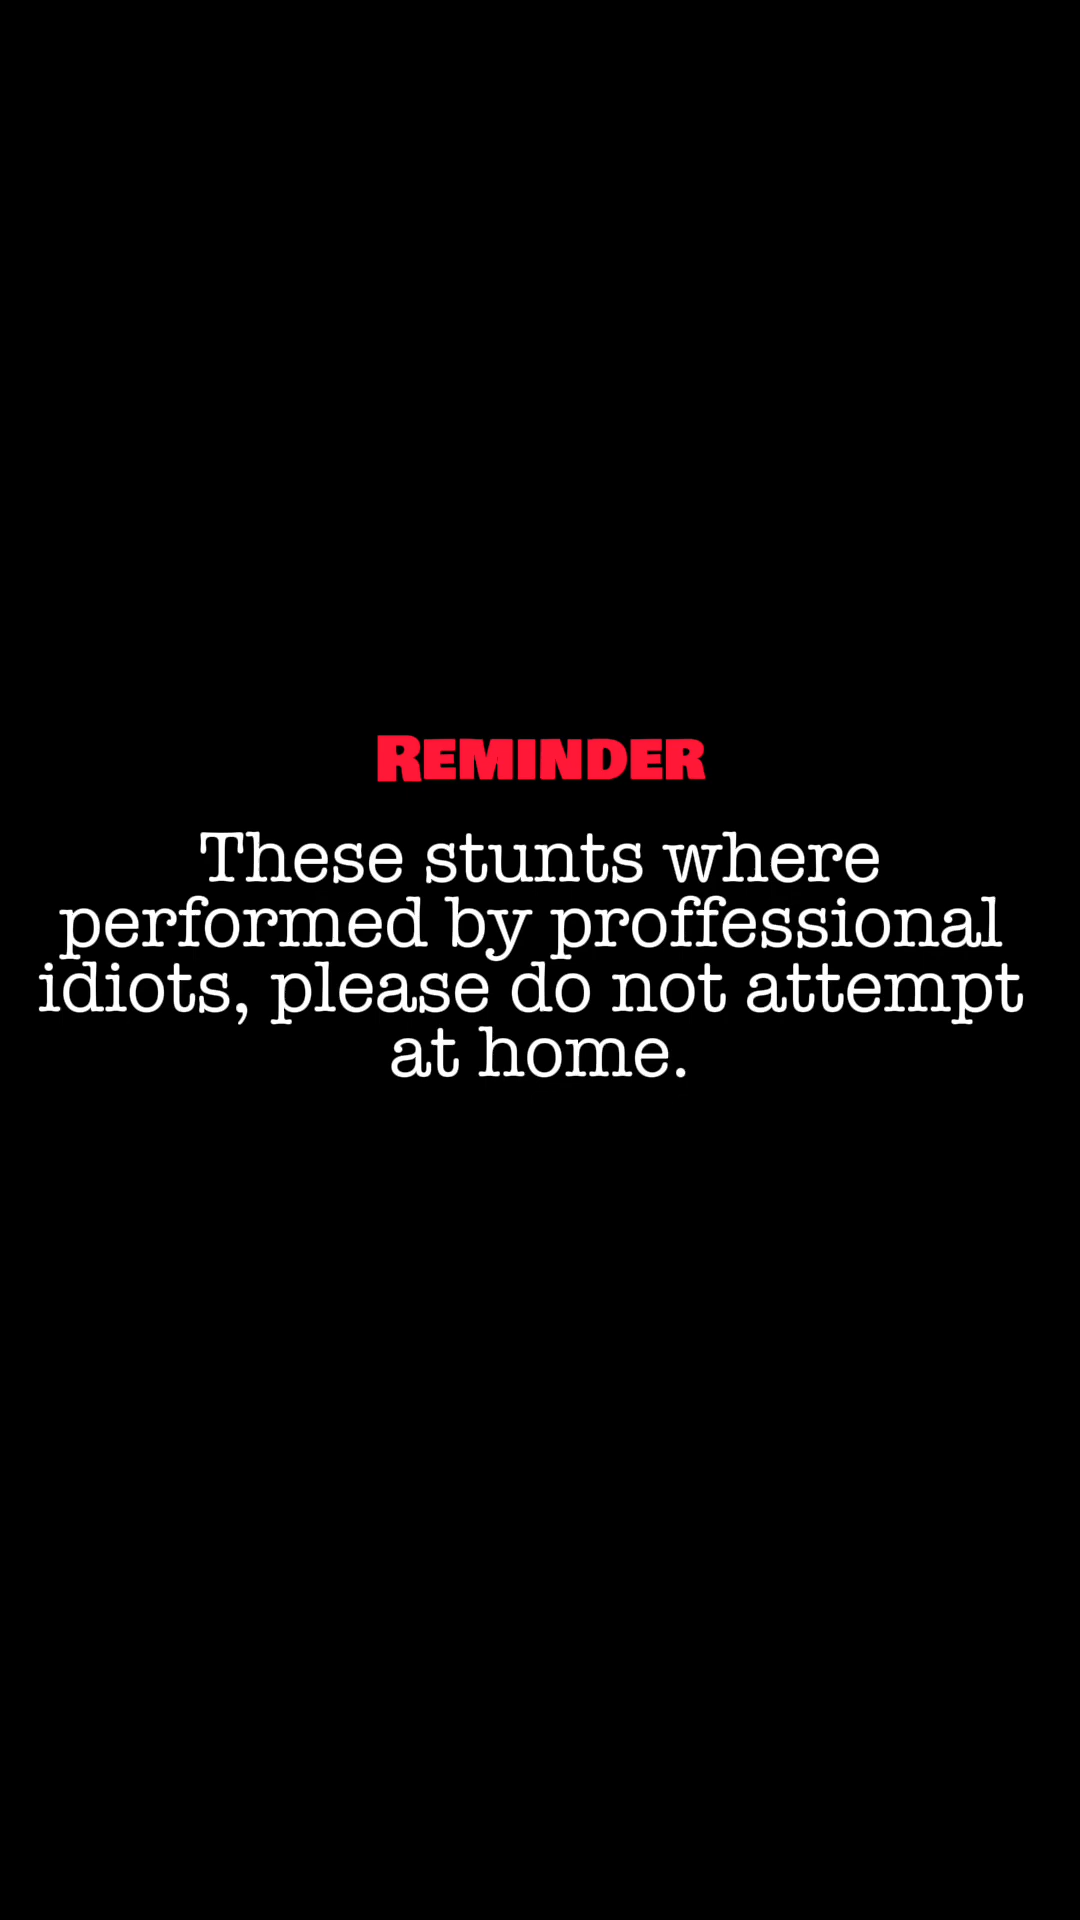 Reminder
These stunts where
performed by proffessional
idiots, please do not attempt
at home.